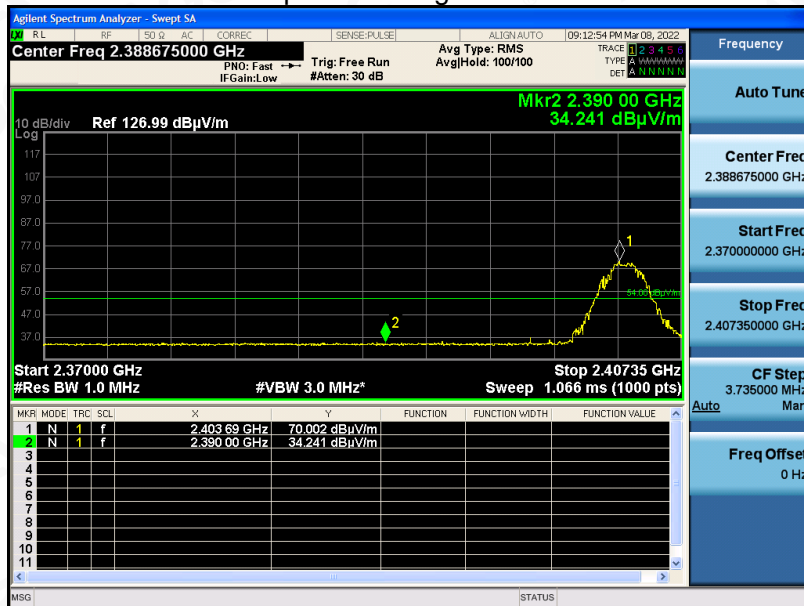 Agilent Spectrum Analyzer - Swept SA
LXI RL RF 50 Ω AC CORREC SENSE:PULSE ALIGN AUTO 09:12:54 PM Mar 08, 2022
Center Freq 2.388675000 GHz
PNO: Fast
IFGain:Low
Trig: Free Run
#Atten: 30 dB
Avg Type: RMS
Avg|Hold: 100/100
TRACE 1 2 3 4 5 6
TYPE A WWWWW
DET A N N N N N
Mkr2 2.390 00 GHz
34.241 dBµV/m
10 dB/div Ref 126.99 dBµV/m
Log
117
107
97.0
87.0
77.0
67.0
57.0
47.0
37.0
1
2
54.00 dBµV/m
Start 2.37000 GHz Stop 2.40735 GHz
#Res BW 1.0 MHz #VBW 3.0 MHz* Sweep 1.066 ms (1000 pts)
MKR MODE TRC SCL X Y FUNCTION FUNCTION WIDTH FUNCTION VALUE
1 N 1 f 2.403 69 GHz 70.002 dBµV/m
2 N 1 f 2.390 00 GHz 34.241 dBµV/m
3
4
5
6
7
8
9
10
11
MSG STATUS
Frequency
Auto Tune
Center Freq
2.388675000 GHz
Start Freq
2.370000000 GHz
Stop Freq
2.407350000 GHz
CF Step
3.735000 MHz
Auto Man
Freq Offset
0 Hz